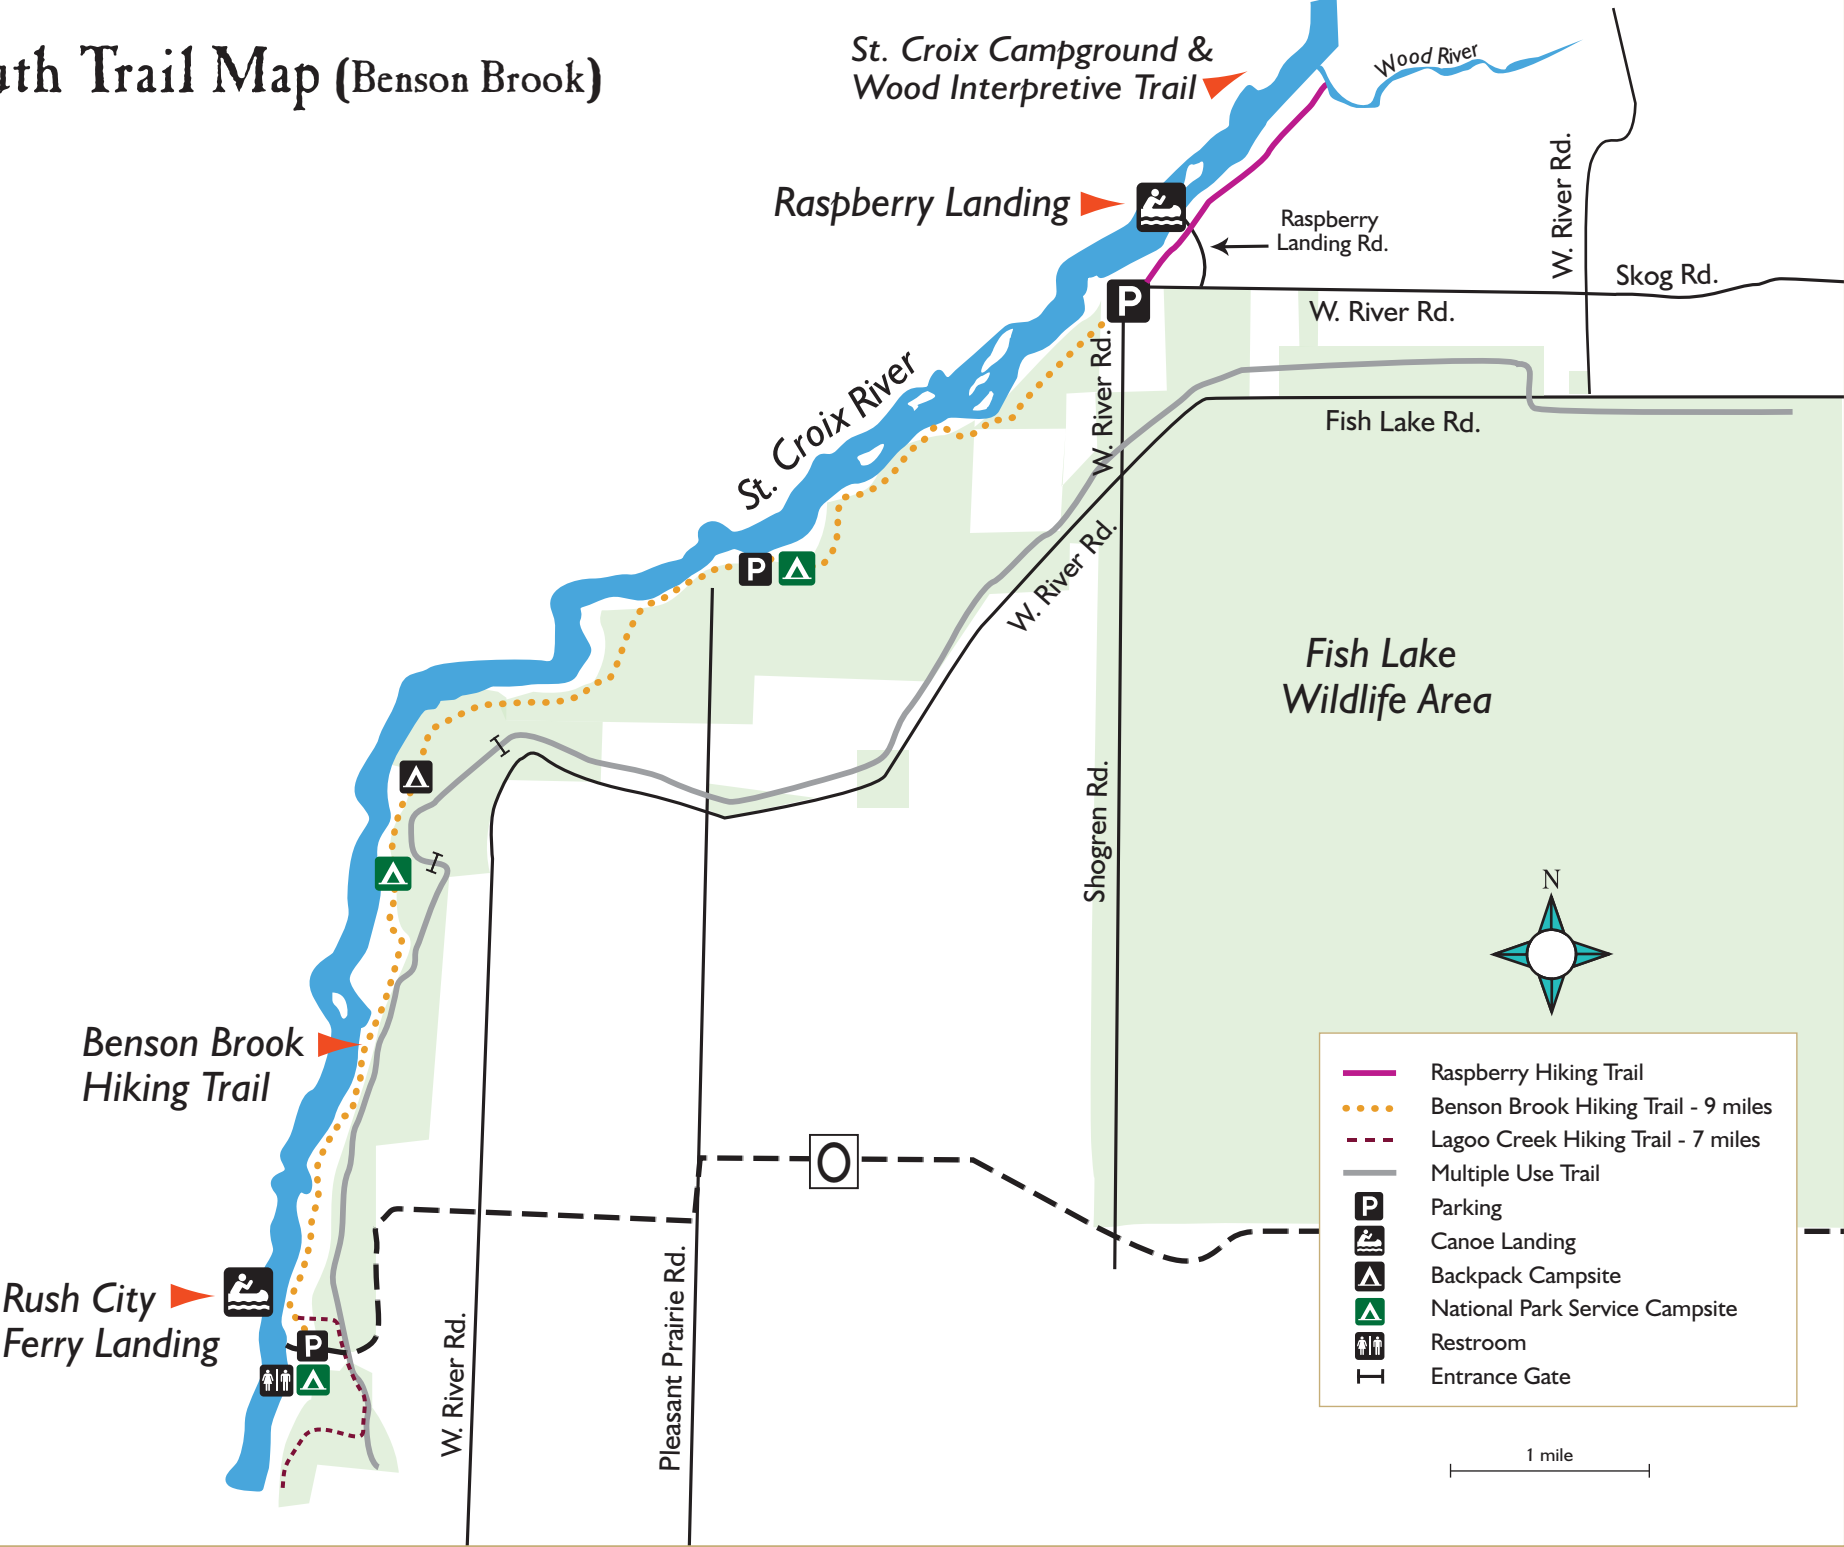 Trail Map (Benson Brook)
St. Croix Campground &
Wood Interpretive Trail
Wood River
Raspberry Landing
Raspberry
Landing Rd.
W. River Rd.
Skog Rd.
W. River Rd.
P
W. River Rd.
Fish Lake Rd.
St. Croix River
P
W. River Rd.
Fish Lake
Wildlife Area
Shogren Rd.
N
Benson Brook
Hiking Trail
O
Rush City
Ferry Landing
P
W. River Rd.
Pleasant Prairie Rd.
Raspberry Hiking Trail
Benson Brook Hiking Trail - 9 miles
Lagoo Creek Hiking Trail - 7 miles
Multiple Use Trail
P Parking
Canoe Landing
Backpack Campsite
National Park Service Campsite
Restroom
Entrance Gate
1 mile